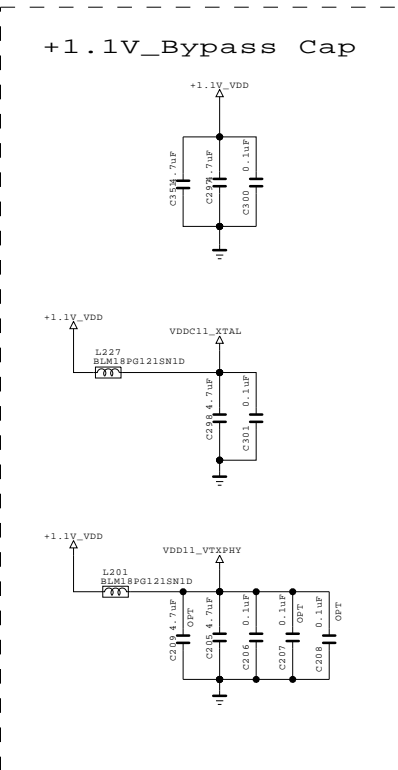 +1.1V_Bypass Cap
+1.1V_VDD
C351 4.7uF
C297 4.7uF
C300 0.1uF
+1.1V_VDD
VDDC11_XTAL
L227
BLM18PG121SN1D
C298 4.7uF
C301 0.1uF
+1.1V_VDD
VDD11_VTXPHY
L201
BLM18PG121SN1D
C209 4.7uF
OPT
C205 4.7uF
C206 0.1uF
C207 0.1uF
OPT
C208 0.1uF
OPT